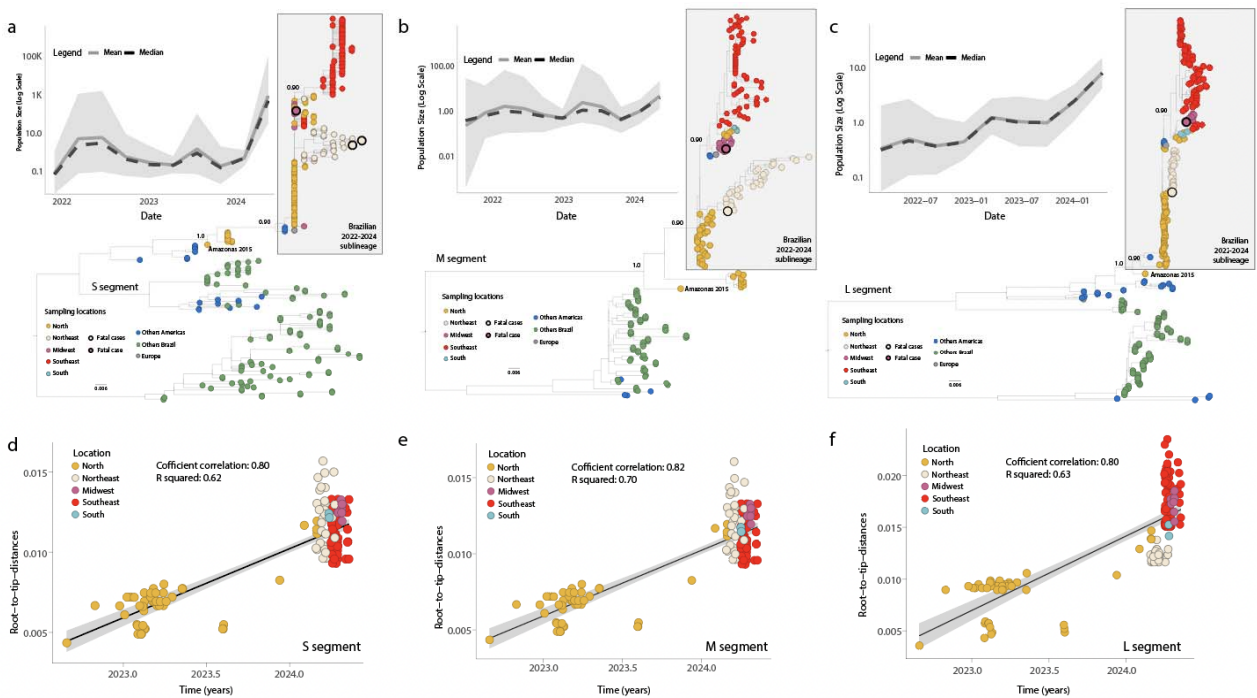 a
Legend
Mean
Median
Population Size (Log Scale)
100K
1K
10.0
0.1
2022
2023
2024
Date
0.90
0.90
Brazilian
2022-2024
sublineage
1.0
Amazonas 2015
S segment
Sampling locations
North
Northeast
Midwest
Southeast
South
Fatal cases
Fatal case
Others Americas
Others Brazil
Europe
0.006
b
Legend
Mean
Median
Population Size (Log Scale)
100.00
1.00
0.01
2022
2023
2024
Date
0.90
0.90
Brazilian
2022-2024
sublineage
1.0
Amazonas 2015
M segment
Sampling locations
North
Northeast
Midwest
Southeast
South
Fatal cases
Fatal case
Others Americas
Others Brazil
Europe
0.006
c
Legend
Mean
Median
Population Size (Log Scale)
10.0
1.0
0.1
2022–07
2023–01
2023–07
2024–01
Date
0.90
0.90
Brazilian
2022-2024
sublineage
1.0
Amazonas 2015
L segment
Sampling locations
North
Northeast
Midwest
Southeast
South
Fatal cases
Fatal case
Others Americas
Others Brazil
Europe
0.006
d
Location
North
Northeast
Midwest
Southeast
South
Cofficient correlation: 0.80
R squared: 0.62
Root–to–tip–distances
0.015
0.010
0.005
S segment
2023.0
2023.5
2024.0
Time (years)
e
Location
North
Northeast
Midwest
Southeast
South
Cofficient correlation: 0.82
R squared: 0.70
Root–to–tip–distances
0.015
0.010
0.005
M segment
2023.0
2023.5
2024.0
Time (years)
f
Location
North
Northeast
Midwest
Southeast
South
Cofficient correlation: 0.80
R squared: 0.63
Root–to–tip–distances
0.020
0.015
0.010
0.005
L segment
2023.0
2023.5
2024.0
Time (years)